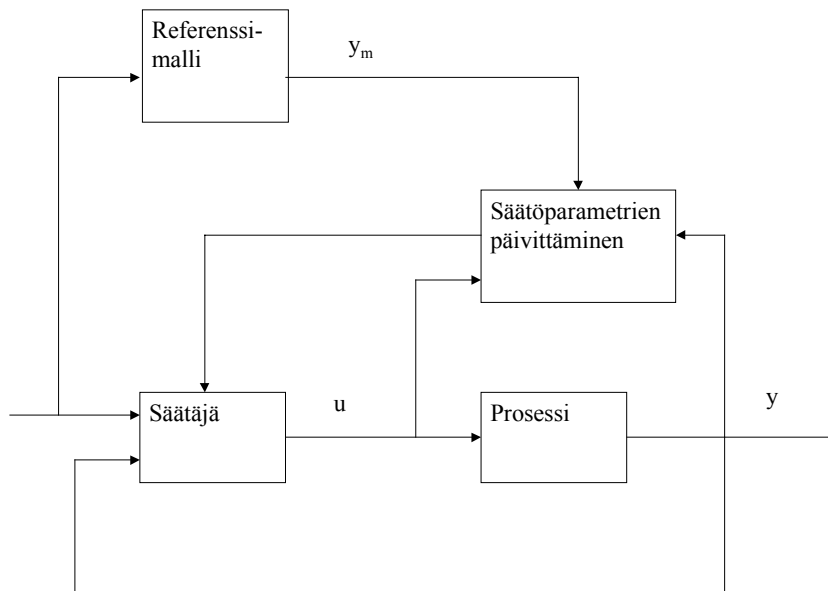 Referenssi-
malli
yₘ
Säätöparametrien
päivittäminen
Säätäjä
u
Prosessi
y